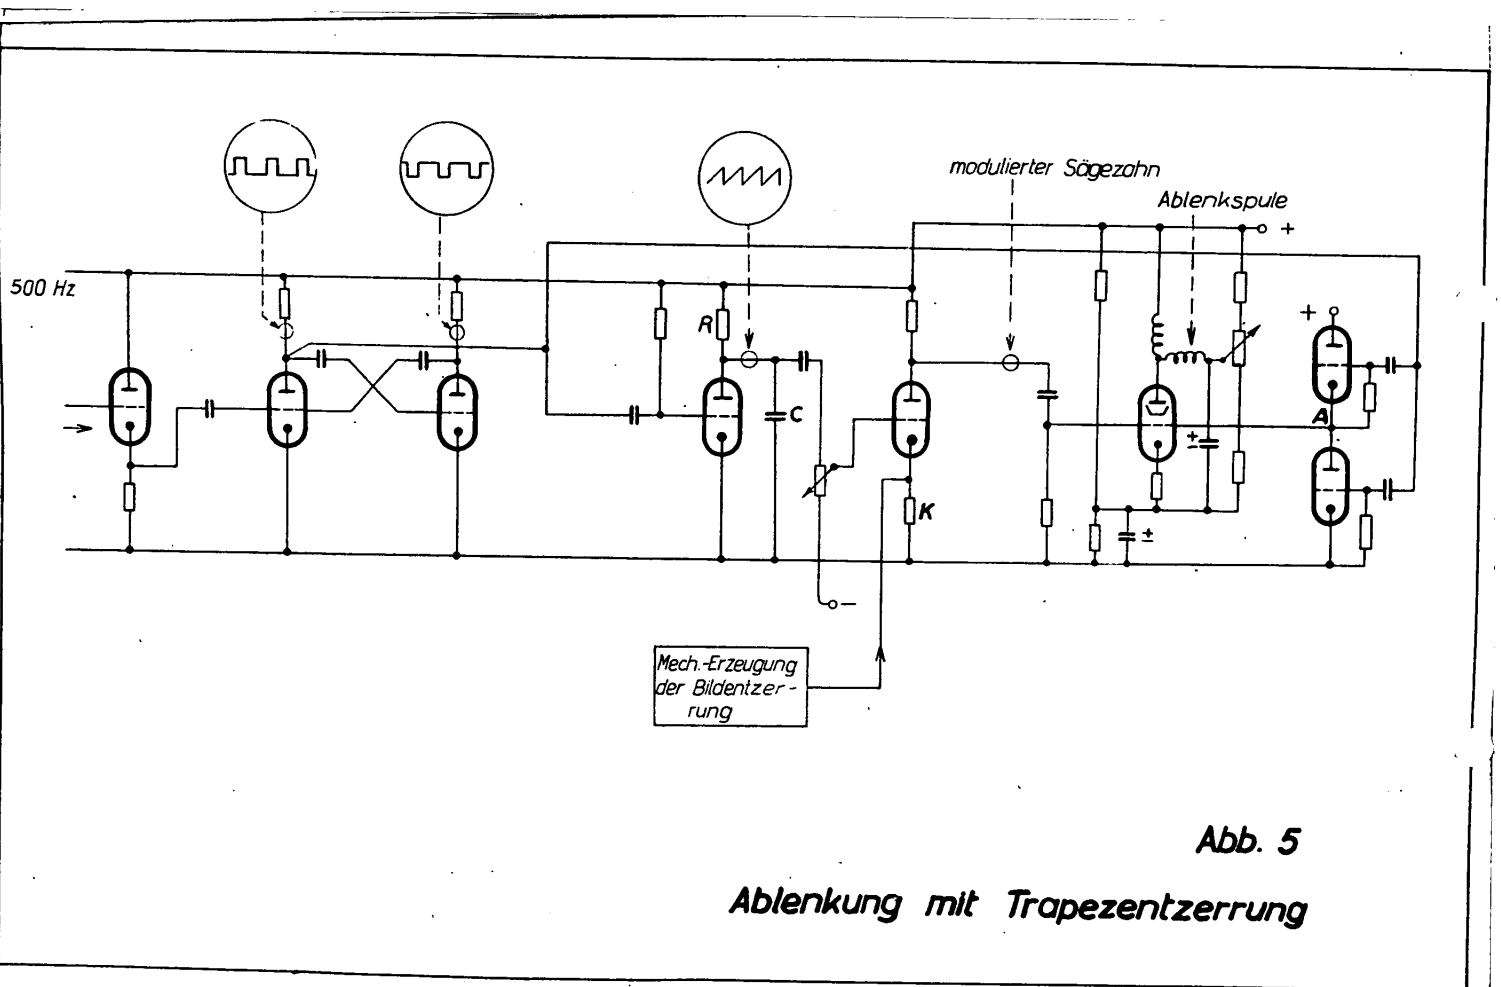 modulierter Sägezahn
Ablenkspule
+
500 Hz
+
R
C
A
±
K
±
−
Mech.-Erzeugung
der Bildentzer-
rung
Abb. 5
Ablenkung mit Trapezentzerrung